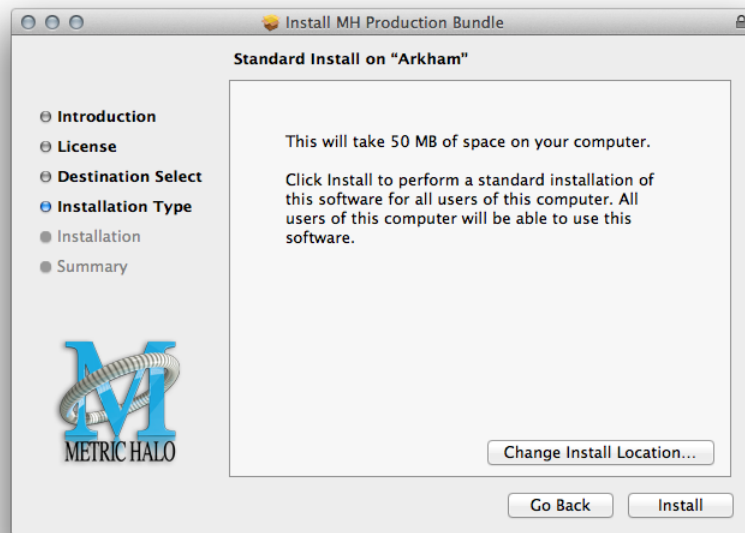 Install MH Production Bundle
Standard Install on “Arkham"
Introduction
License
Destination Select
Installation Type
Installation
Summary
This will take 50 MB of space on your computer.
Click Install to perform a standard installation of
this software for all users of this computer. All
users of this computer will be able to use this
software.
METRIC HALO
Change Install Location...
Go Back
Install